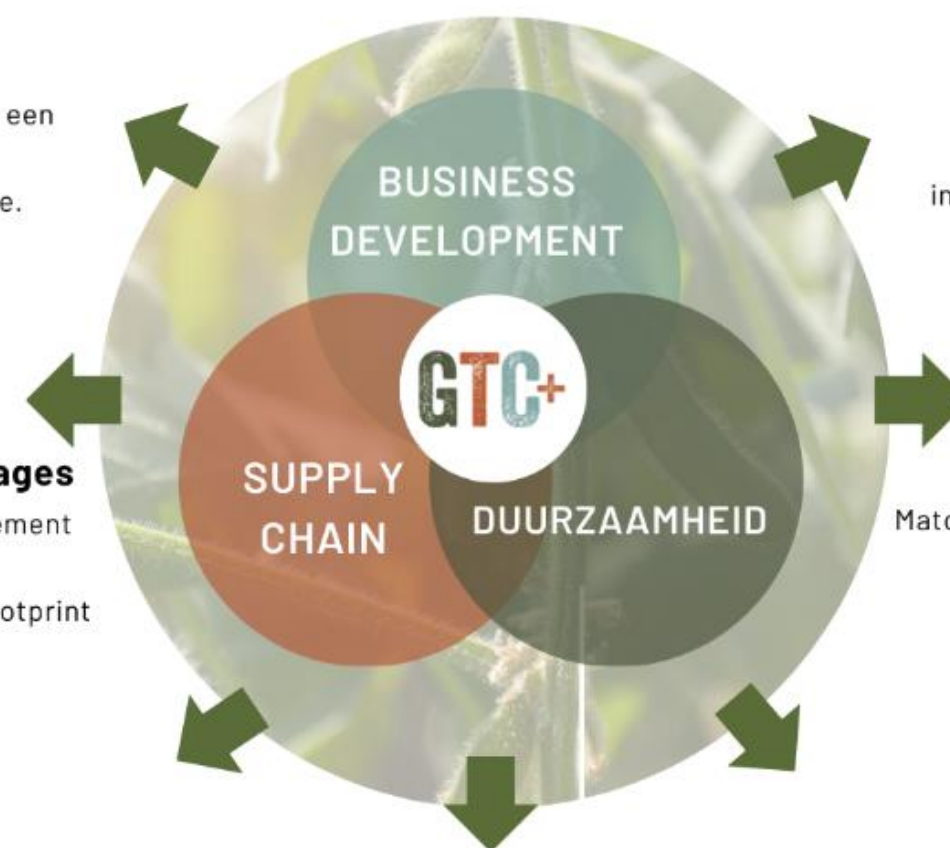 een
e.
in
BUSINESS
DEVELOPMENT
GTC+
ages
ement
otprint
SUPPLY
CHAIN
DUURZAAMHEID
Matc